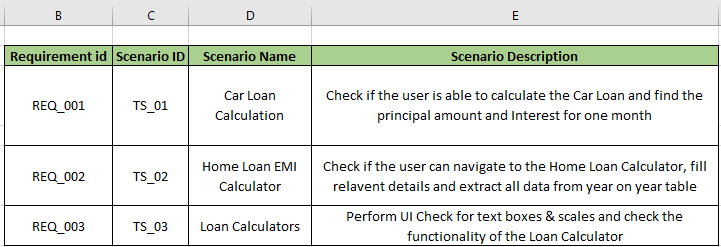 B C D E
Requirement id Scenario ID Scenario Name Scenario Description
REQ_001 TS_01 Car Loan
Calculation
Check if the user is able to calculate the Car Loan and find the
principal amount and Interest for one month
REQ_002 TS_02 Home Loan EMI
Calculator
Check if the user can navigate to the Home Loan Calculator, fill
relavent details and extract all data from year on year table
REQ_003 TS_03 Loan Calculators
Perform UI Check for text boxes & scales and check the
functionality of the Loan Calculator